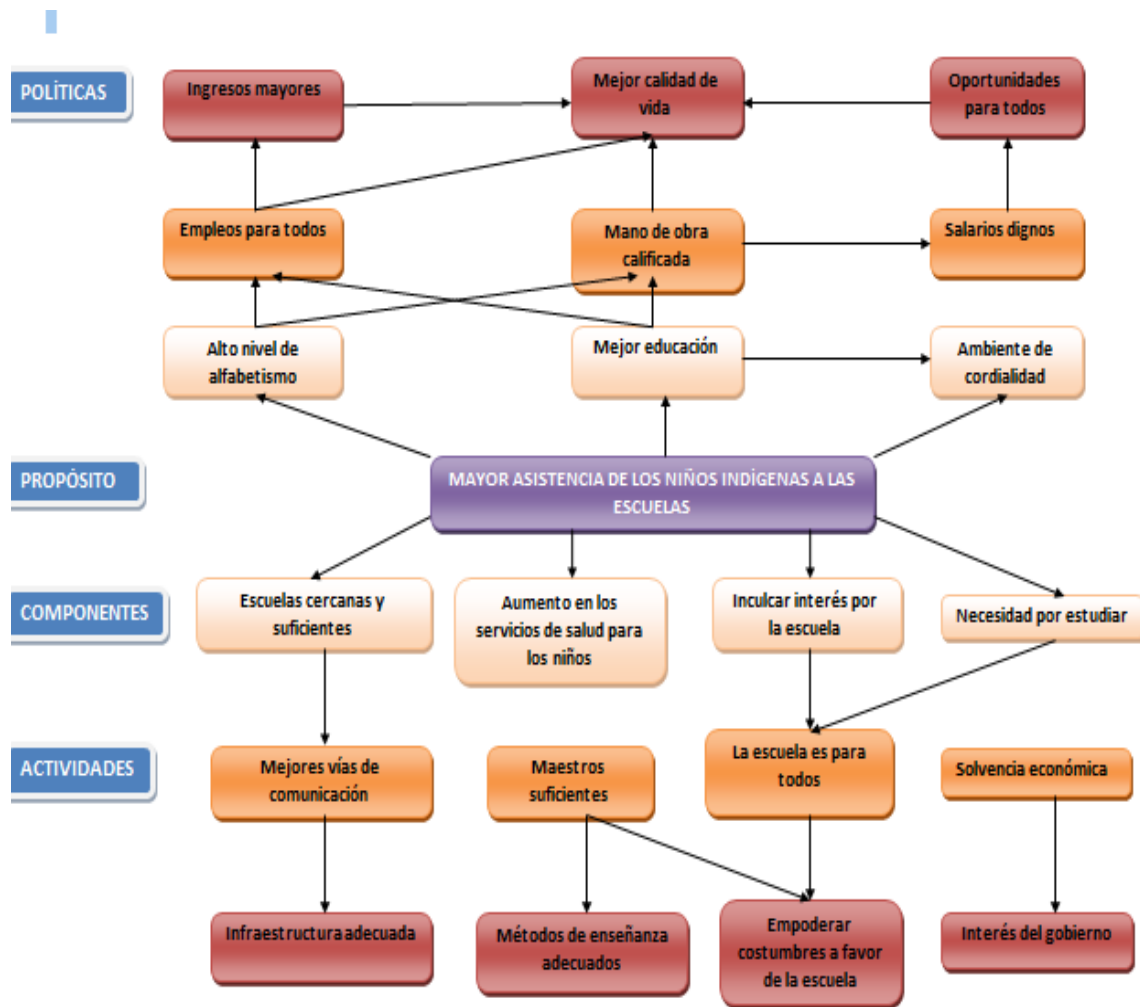 POLÍTICAS
Ingresos mayores
Mejor calidad de
vida
Oportunidades
para todos
Empleos para todos
Mano de obra
calificada
Salarios dignos
Alto nivel de
alfabetismo
Mejor educación
Ambiente de
cordialidad
PROPÓSITO
MAYOR ASISTENCIA DE LOS NIÑOS INDÍGENAS A LAS
ESCUELAS
COMPONENTES
Escuelas cercanas y
suficientes
Aumento en los
servicios de salud para
los niños
Inculcar interés por
la escuela
Necesidad por estudiar
ACTIVIDADES
Mejores vías de
comunicación
Maestros
suficientes
La escuela es para
todos
Solvencia económica
Infraestructura adecuada
Métodos de enseñanza
adecuados
Empoderar
costumbres a favor
de la escuela
Interés del gobierno